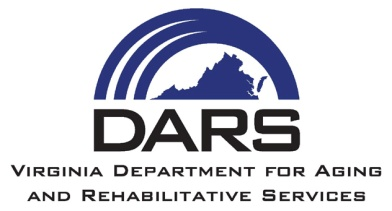 DARS
VIRGINIA DEPARTMENT FOR AGING
AND REHABILITATIVE SERVICES